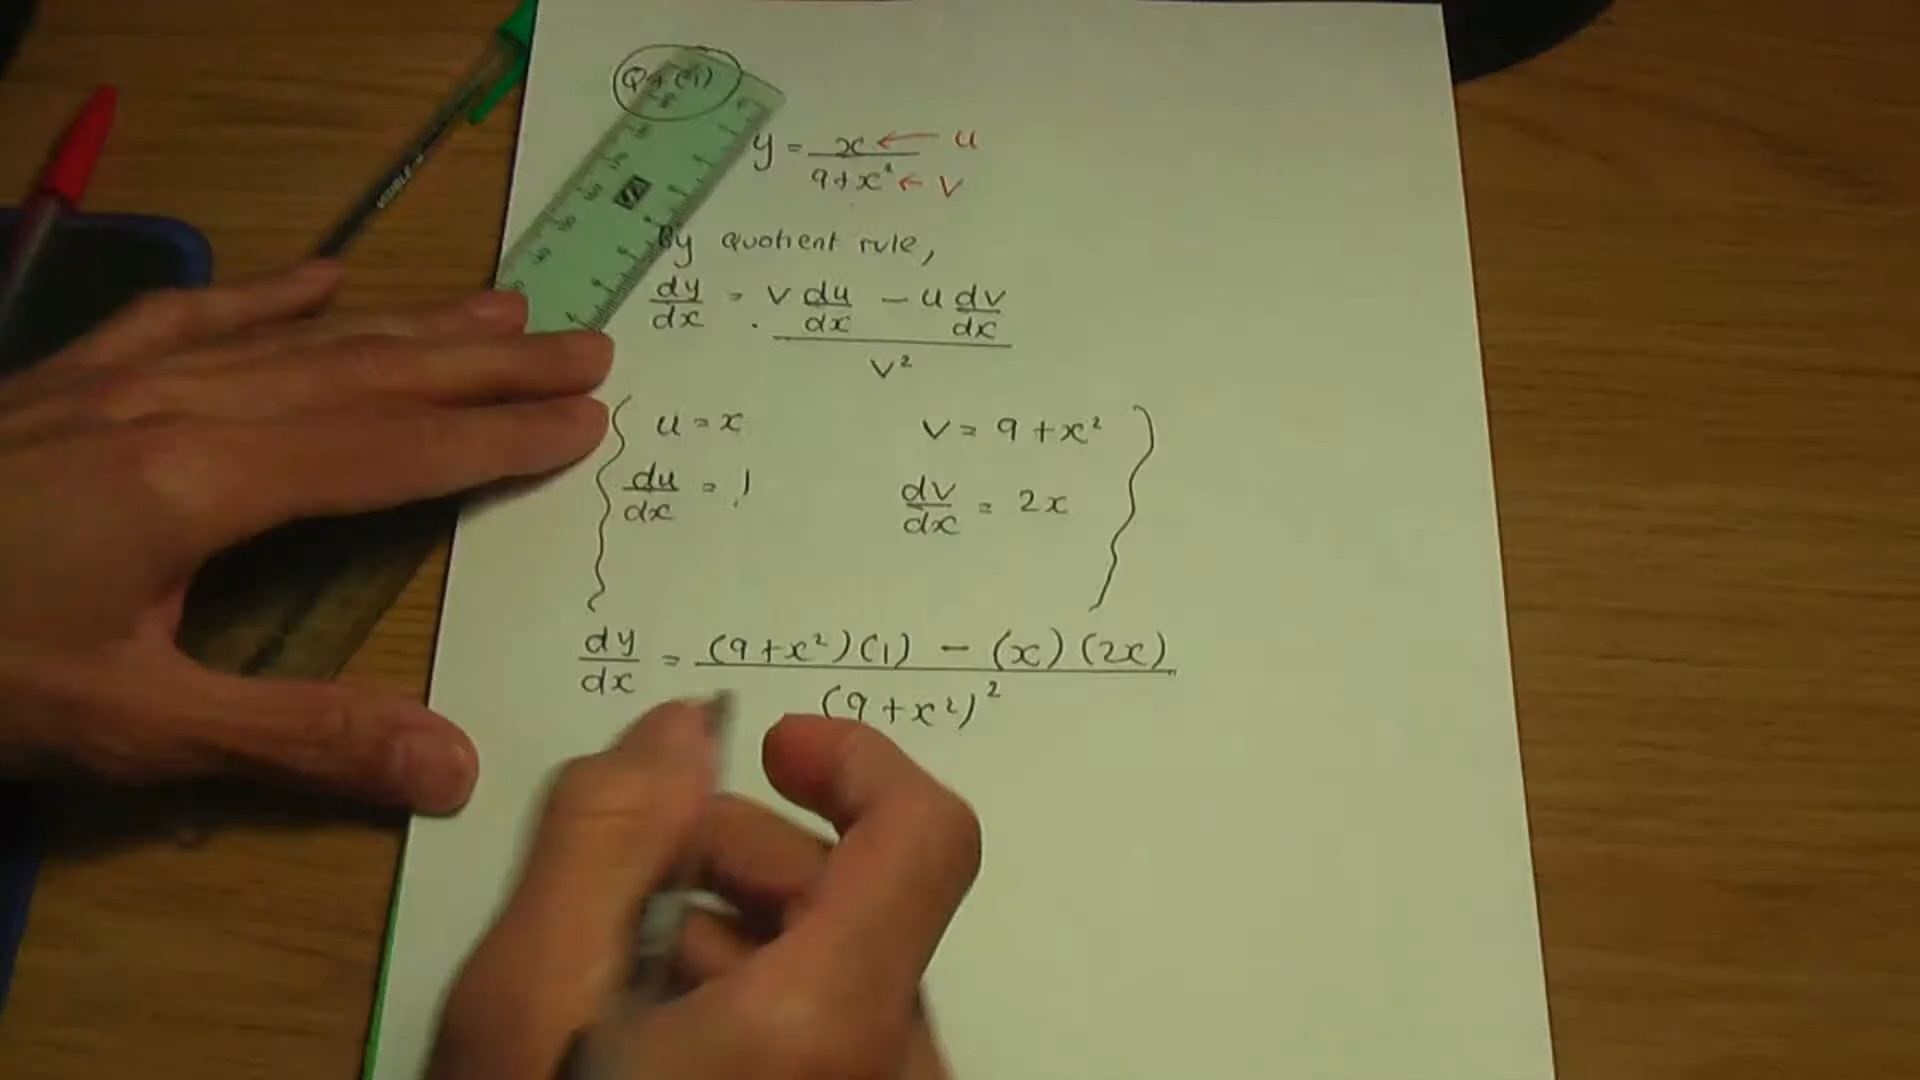 Q4 (i)
y = x/(9+x²) ← u ← v
By quotient rule,
dy/dx = (v du/dx − u dv/dx)/v²
u = x v = 9 + x²
du/dx = 1 dv/dx = 2x
dy/dx = ((9+x²)(1) − (x)(2x))/(9+x²)²